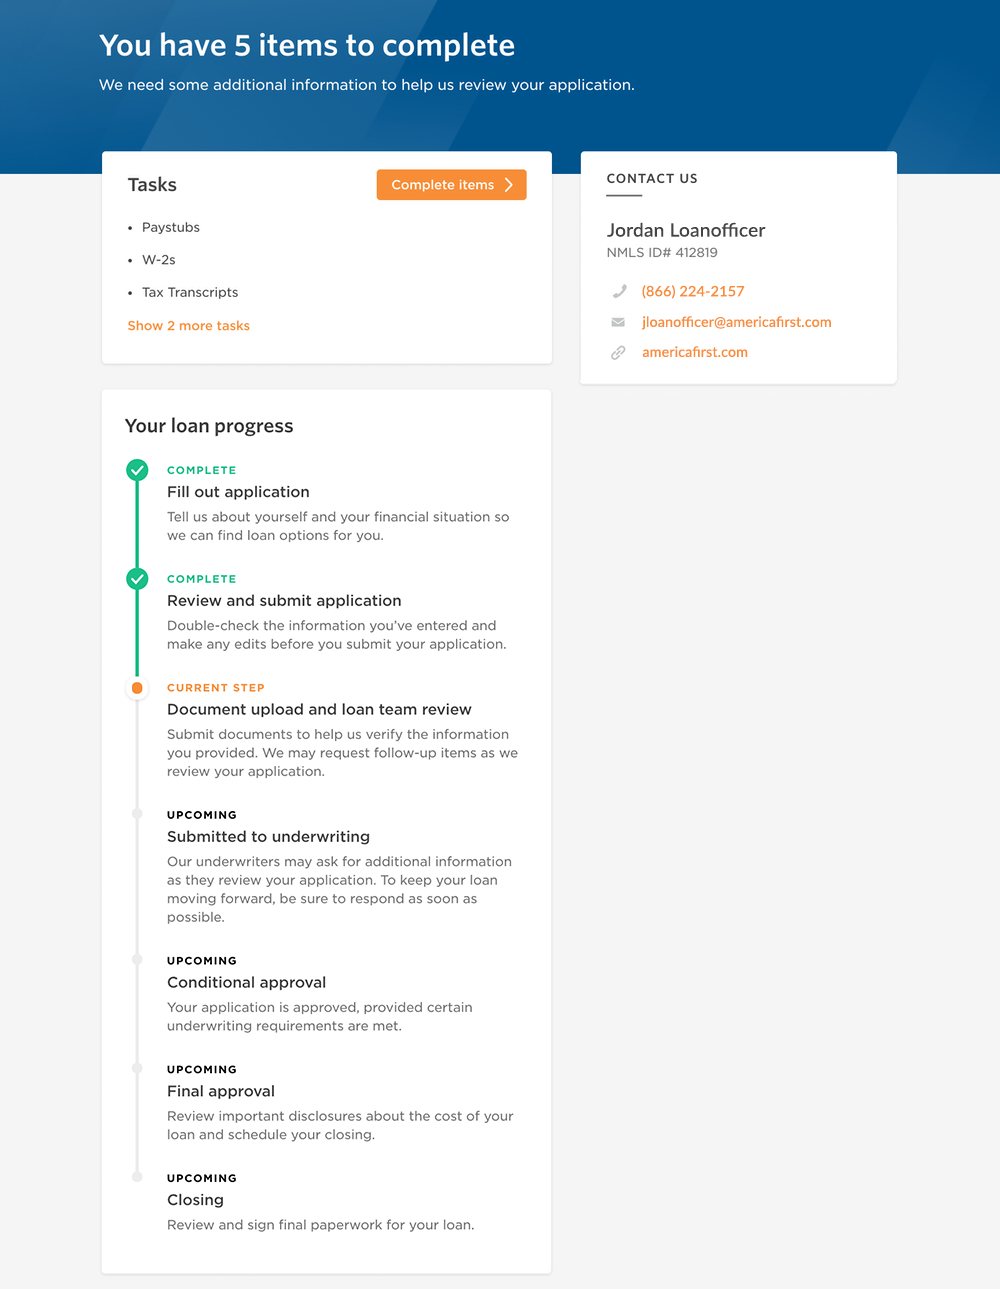 You have 5 items to complete
We need some additional information to help us review your application.
Tasks
Complete items
• Paystubs
• W-2s
• Tax Transcripts
Show 2 more tasks
CONTACT US
Jordan Loanofficer
NMLS ID# 412819
(866) 224-2157
jloanofficer@americafirst.com
americafirst.com
Your loan progress
COMPLETE
Fill out application
Tell us about yourself and your financial situation so
we can find loan options for you.
COMPLETE
Review and submit application
Double-check the information you've entered and
make any edits before you submit your application.
CURRENT STEP
Document upload and loan team review
Submit documents to help us verify the information
you provided. We may request follow-up items as we
review your application.
UPCOMING
Submitted to underwriting
Our underwriters may ask for additional information
as they review your application. To keep your loan
moving forward, be sure to respond as soon as
possible.
UPCOMING
Conditional approval
Your application is approved, provided certain
underwriting requirements are met.
UPCOMING
Final approval
Review important disclosures about the cost of your
loan and schedule your closing.
UPCOMING
Closing
Review and sign final paperwork for your loan.